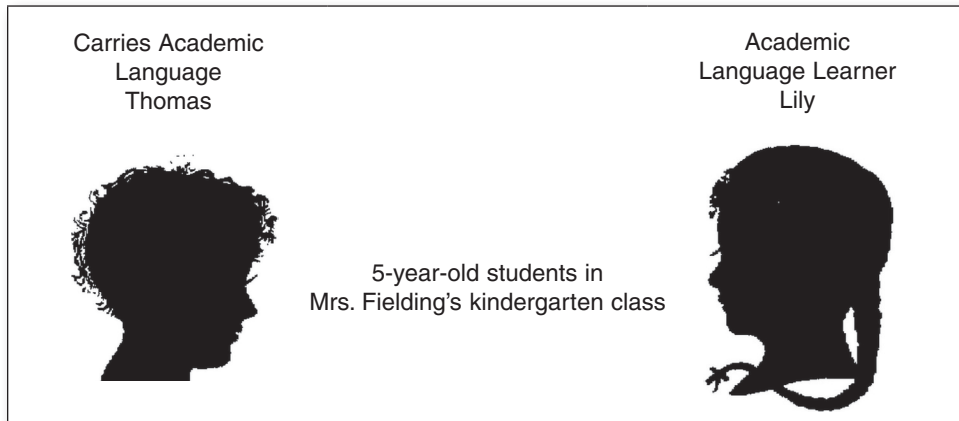 Carries Academic
Language
Thomas
Academic
Language Learner
Lily
5-year-old students in
Mrs. Fielding's kindergarten class